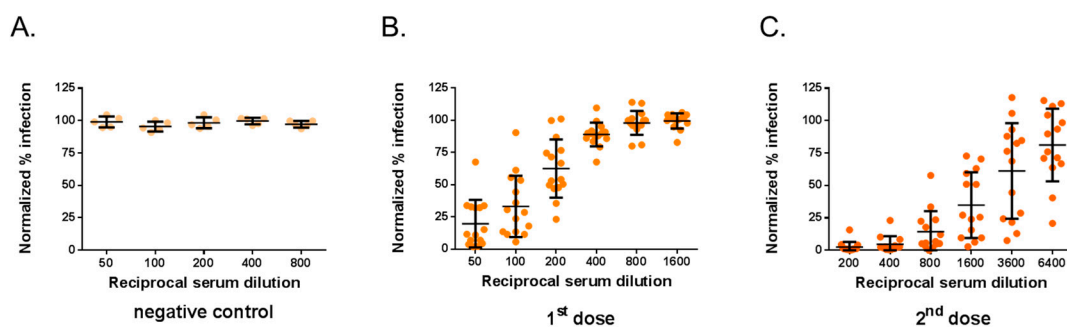 A.
B.
C.
Normalized % infection
125
100
75
50
25
0
50 100 200 400 800
Reciprocal serum dilution
negative control
Normalized % infection
125
100
75
50
25
0
50 100 200 400 800 1600
Reciprocal serum dilution
1st dose
Normalized % infection
125
100
75
50
25
0
200 400 800 1600 3600 6400
Reciprocal serum dilution
2nd dose